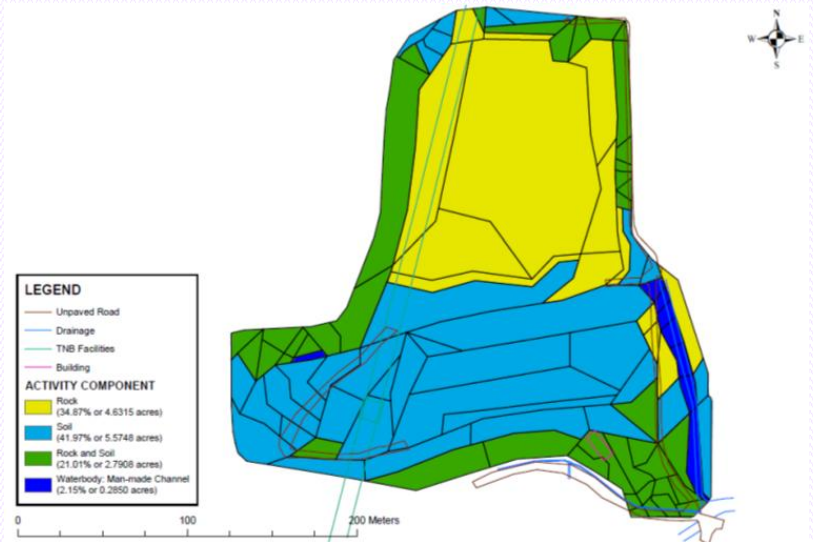 N
W E
S
LEGEND
Unpaved Road
Drainage
TNB Facilities
Building
ACTIVITY COMPONENT
Rock
(34.87% or 4.6315 acres)
Soil
(41.97% or 5.5748 acres)
Rock and Soil
(21.01% or 2.7908 acres)
Waterbody: Man-made Channel
(2.15% or 0.2850 acres)
0 100 200 Meters